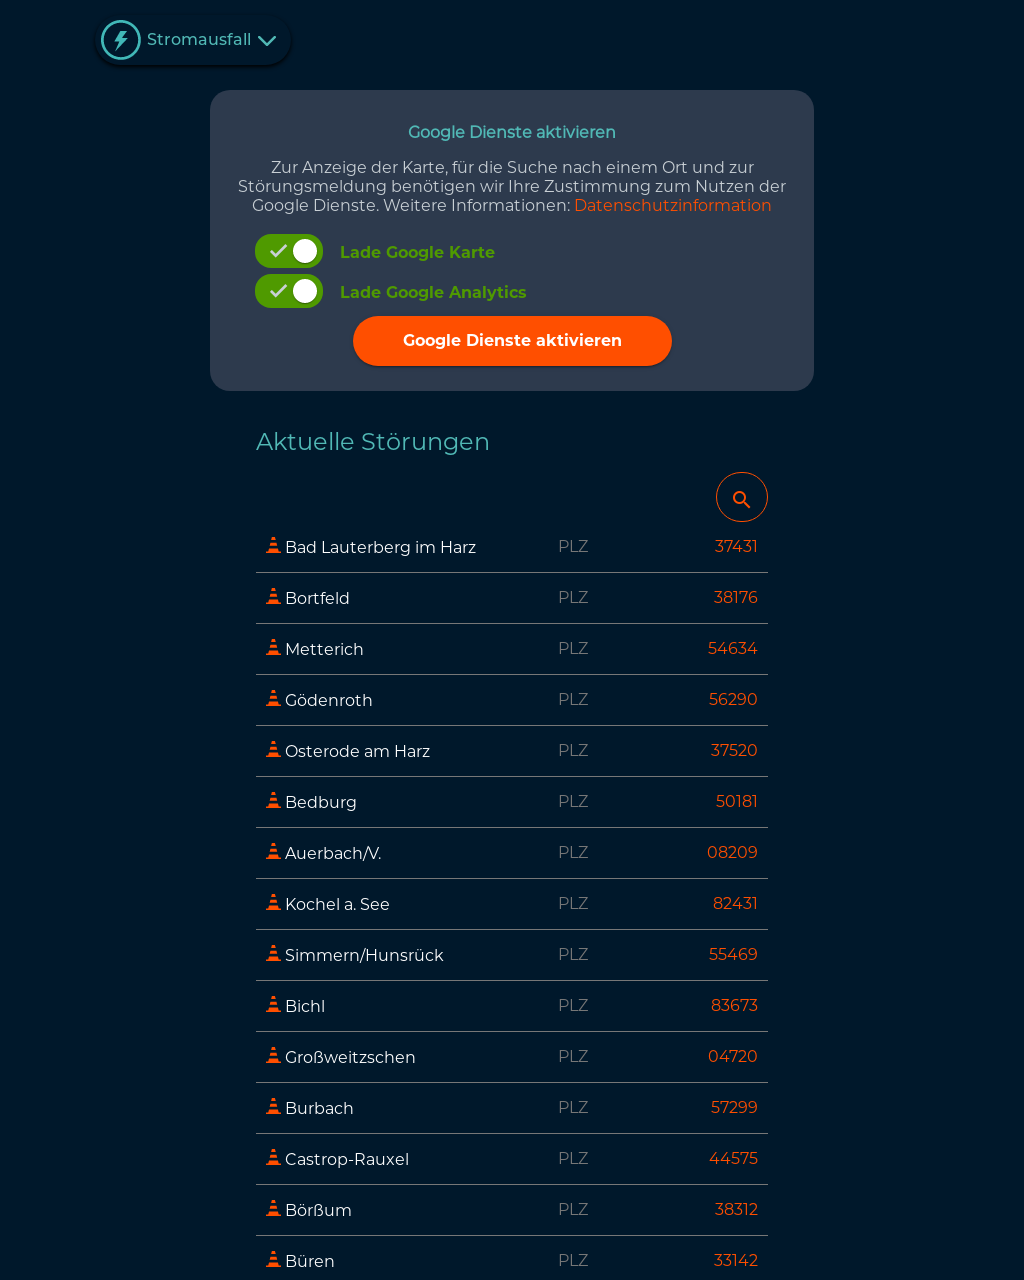 Stromausfall
Google Dienste aktivieren
Zur Anzeige der Karte, für die Suche nach einem Ort und zur
Störungsmeldung benötigen wir Ihre Zustimmung zum Nutzen der
Google Dienste. Weitere Informationen: Datenschutzinformation
Lade Google Karte
Lade Google Analytics
Google Dienste aktivieren
Aktuelle Störungen
Bad Lauterberg im Harz PLZ 37431
Bortfeld PLZ 38176
Metterich PLZ 54634
Gödenroth PLZ 56290
Osterode am Harz PLZ 37520
Bedburg PLZ 50181
Auerbach/V. PLZ 08209
Kochel a. See PLZ 82431
Simmern/Hunsrück PLZ 55469
Bichl PLZ 83673
Großweitzschen PLZ 04720
Burbach PLZ 57299
Castrop-Rauxel PLZ 44575
Börßum PLZ 38312
Büren PLZ 33142